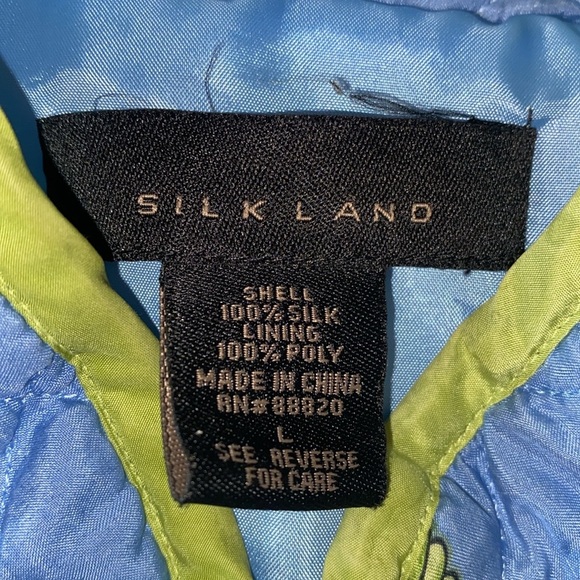 SILK LAND
SHELL
100% SILK
LINING
100% POLY
MADE IN CHINA
RN#88820
L
SEE REVERSE
FOR CARE